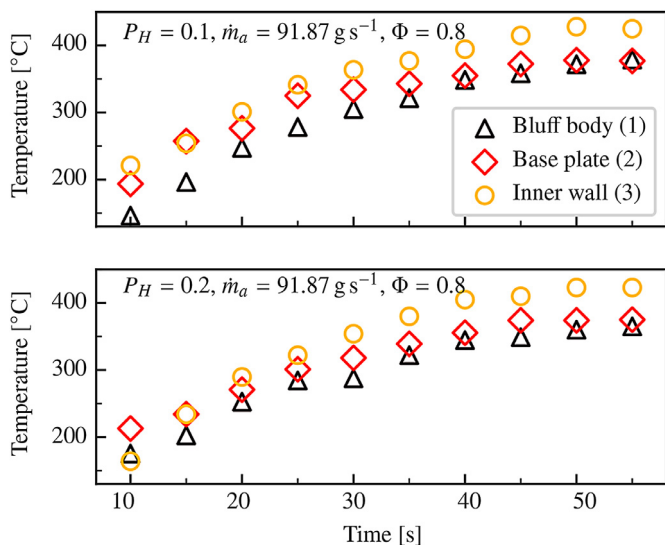 P_H = 0.1, ṁ_a = 91.87 g s⁻¹, Φ = 0.8
400
300
200
Temperature [°C]
Bluff body (1)
Base plate (2)
Inner wall (3)
P_H = 0.2, ṁ_a = 91.87 g s⁻¹, Φ = 0.8
400
300
200
Temperature [°C]
10 20 30 40 50
Time [s]